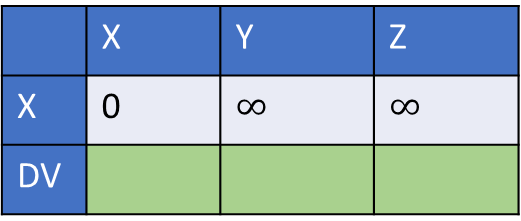 X Y Z
X 0 ∞ ∞
DV